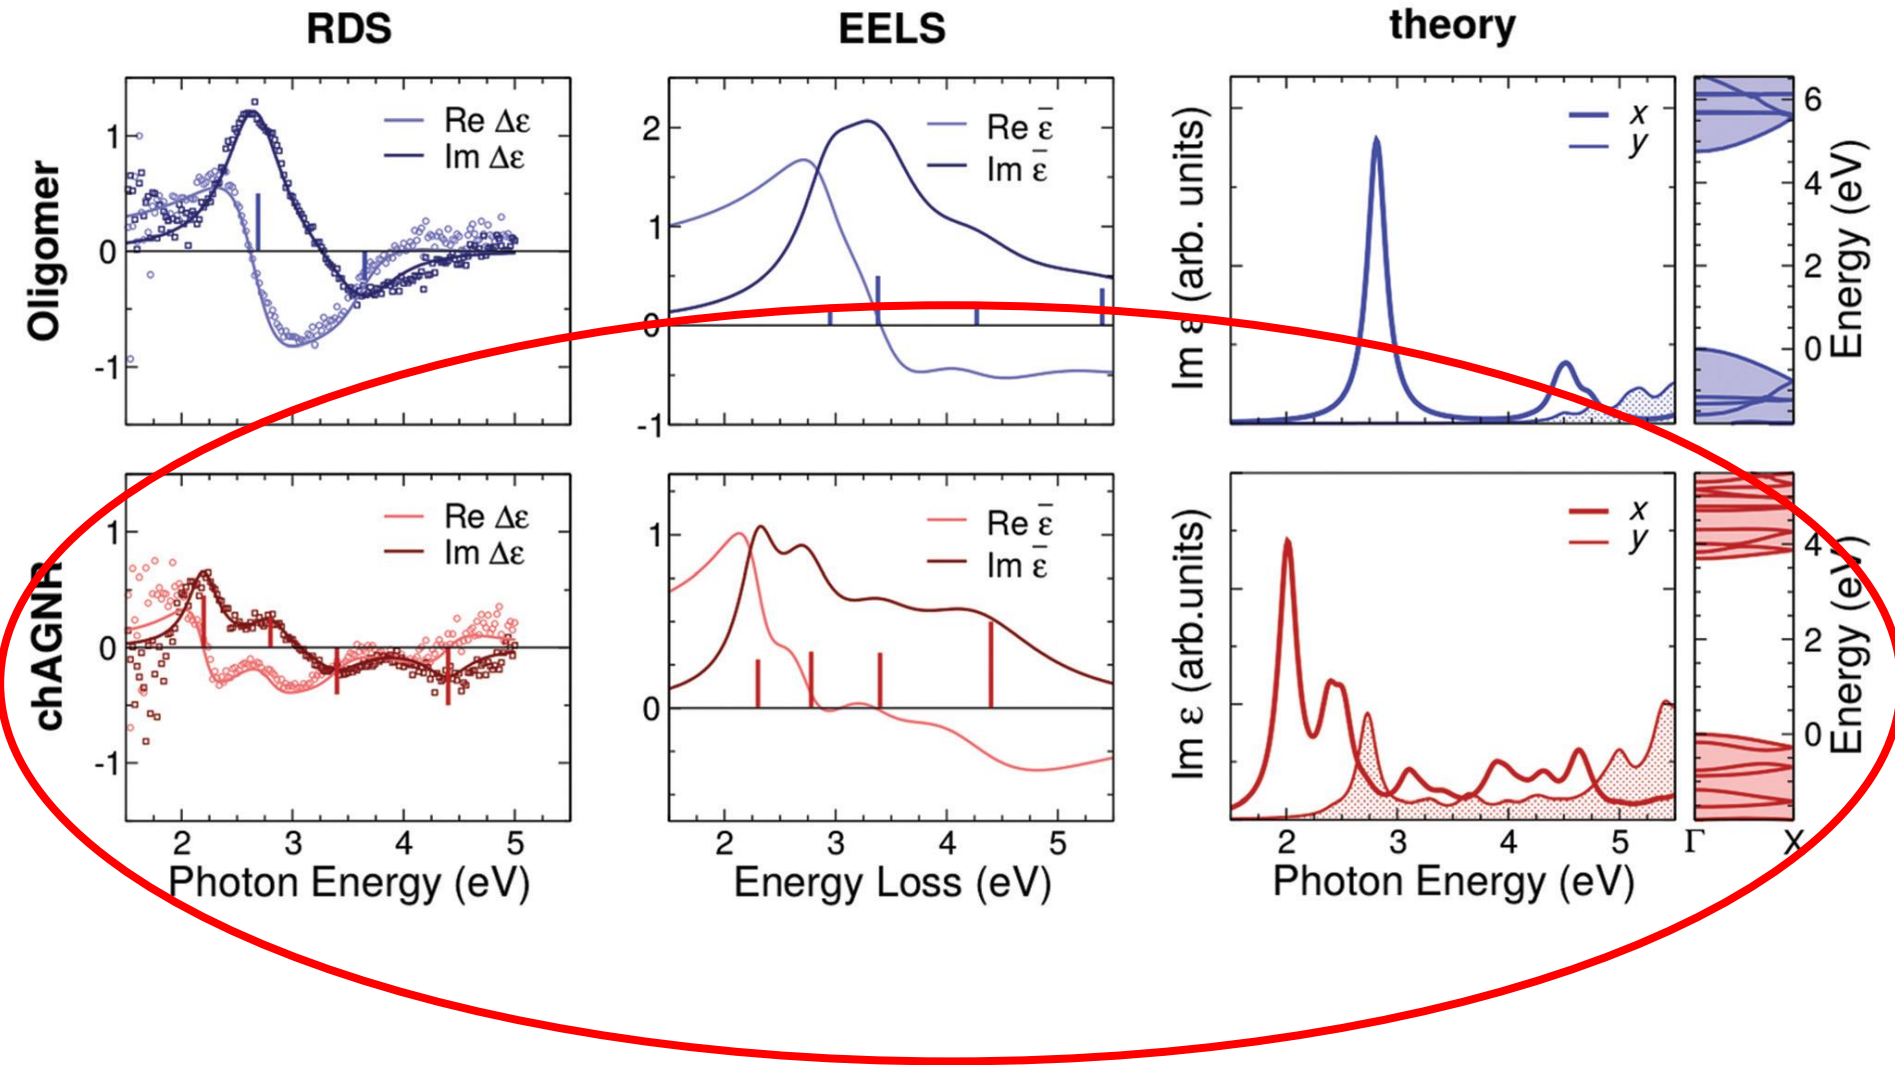 RDS
EELS
theory
Oligomer
1
0
-1
Re Δε
Im Δε
2
1
0
-1
Re ε̄
Im ε̄
Im ε (arb. units)
x
y
6
4
2
0
Energy (eV)
chAGNR
1
0
-1
Re Δε
Im Δε
2 3 4 5
Photon Energy (eV)
1
0
Re ε̄
Im ε̄
2 3 4 5
Energy Loss (eV)
Im ε (arb.units)
x
y
2 3 4 5
Photon Energy (eV)
4
2
0
Energy (eV)
Γ X